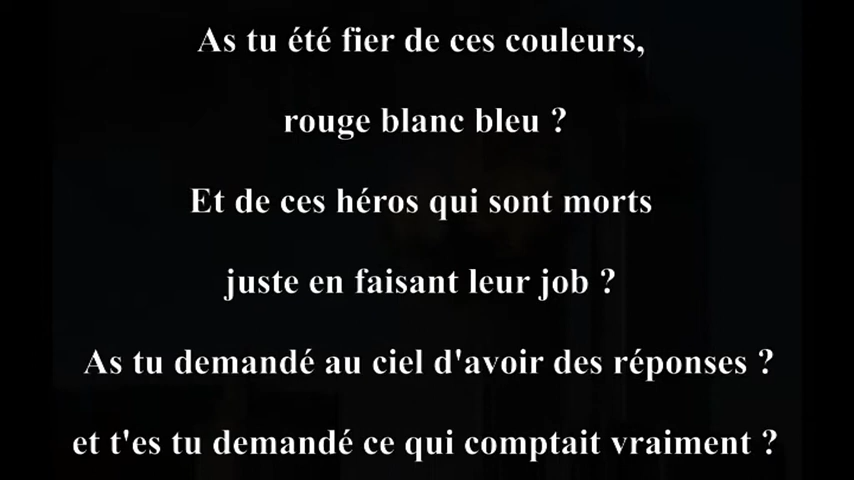 As tu été fier de ces couleurs,
rouge blanc bleu ?
Et de ces héros qui sont morts
juste en faisant leur job ?
As tu demandé au ciel d'avoir des réponses ?
et t'es tu demandé ce qui comptait vraiment ?